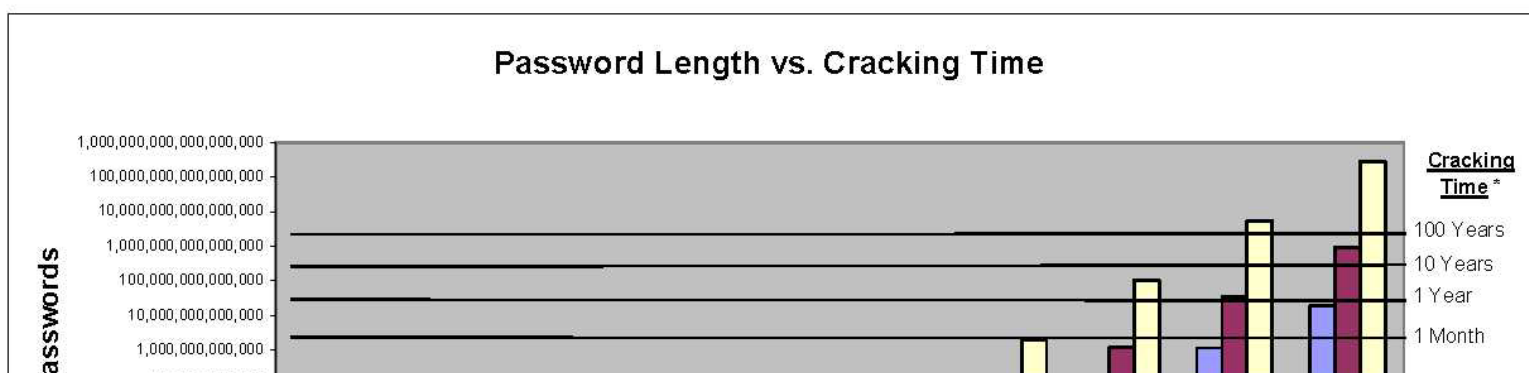 Password Length vs. Cracking Time
1,000,000,000,000,000,000
100,000,000,000,000,000
10,000,000,000,000,000
1,000,000,000,000,000
100,000,000,000,000
10,000,000,000,000
1,000,000,000,000
asswords
Cracking
Time *
100 Years
10 Years
1 Year
1 Month